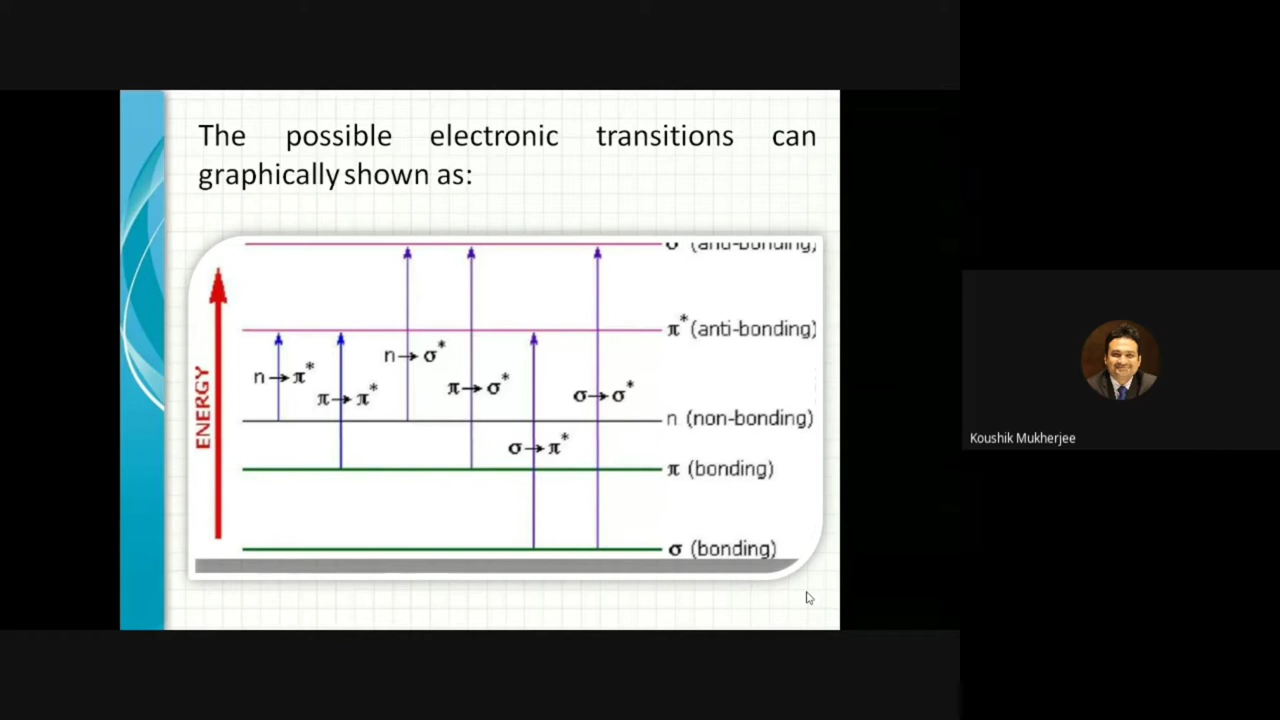 The possible electronic transitions can
graphically shown as:
σ* (anti-bonding)
π* (anti-bonding)
n→σ*
n→π*
π→σ*
σ→σ*
π→π*
n (non-bonding)
ENERGY
σ→π*
π (bonding)
σ (bonding)
Koushik Mukherjee